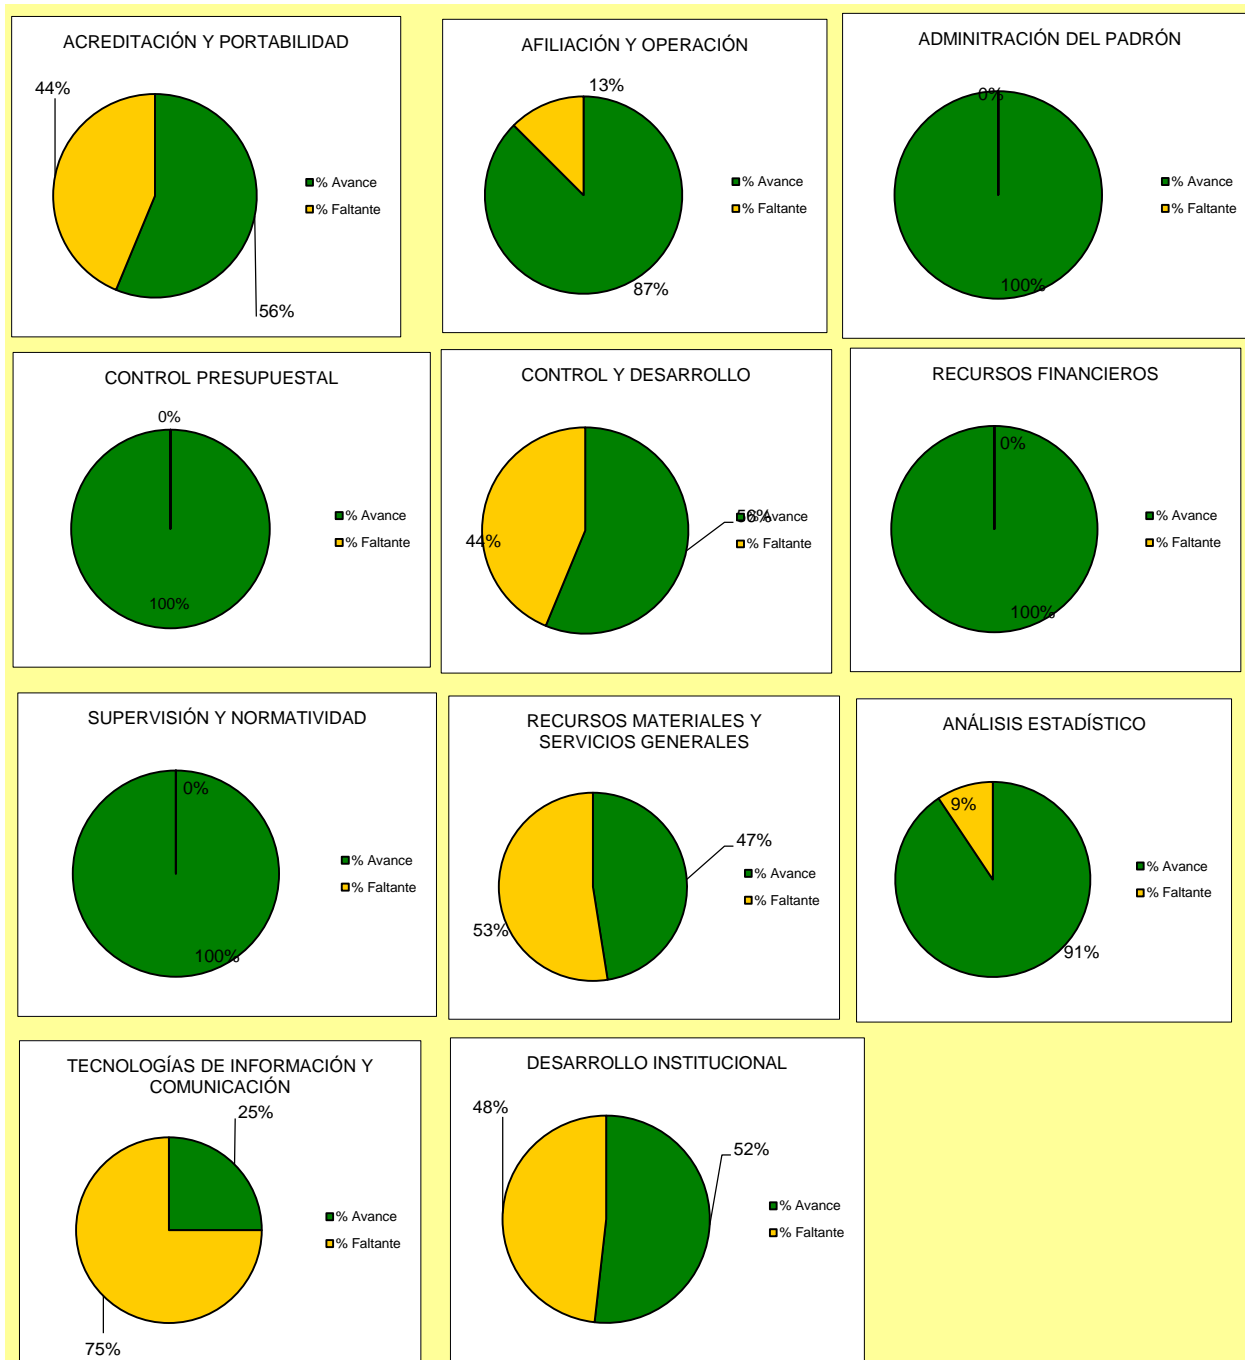 ACREDITACIÓN Y PORTABILIDAD
44%
56%
% Avance
% Faltante
AFILIACIÓN Y OPERACIÓN
13%
87%
% Avance
% Faltante
ADMINITRACIÓN DEL PADRÓN
0%
100%
% Avance
% Faltante
CONTROL PRESUPUESTAL
0%
100%
% Avance
% Faltante
CONTROL Y DESARROLLO
44%
56%
% Avance
% Faltante
RECURSOS FINANCIEROS
0%
100%
% Avance
% Faltante
SUPERVISIÓN Y NORMATIVIDAD
0%
100%
% Avance
% Faltante
RECURSOS MATERIALES Y
SERVICIOS GENERALES
47%
53%
% Avance
% Faltante
ANÁLISIS ESTADÍSTICO
9%
91%
% Avance
% Faltante
TECNOLOGÍAS DE INFORMACIÓN Y
COMUNICACIÓN
25%
75%
% Avance
% Faltante
DESARROLLO INSTITUCIONAL
48%
52%
% Avance
% Faltante